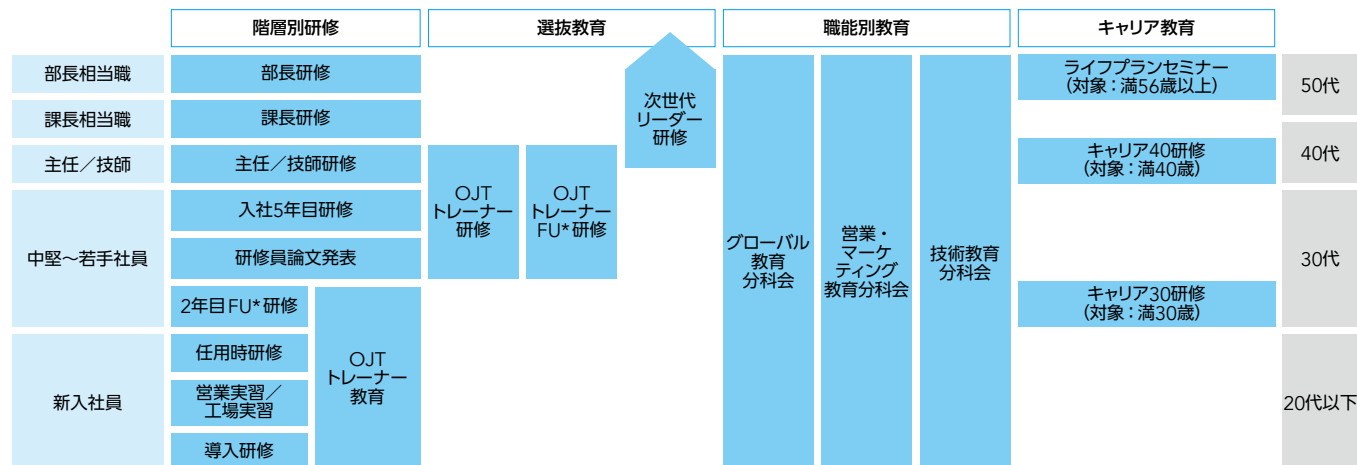 階層別研修
選抜教育
職能別教育
キャリア教育
部長相当職
部長研修
課長相当職
課長研修
主任／技師
主任／技師研修
中堅～若手社員
入社5年目研修
研修員論文発表
2年目FU*研修
新入社員
任用時研修
営業実習／
工場実習
導入研修
OJT
トレーナー
教育
OJT
トレーナー
研修
OJT
トレーナー
FU*研修
次世代
リーダー
研修
グローバル
教育
分科会
営業・
マーケ
ティング
教育分科会
技術教育
分科会
ライフプランセミナー
（対象：満56歳以上）
キャリア40研修
（対象：満40歳）
キャリア30研修
（対象：満30歳）
50代
40代
30代
20代以下